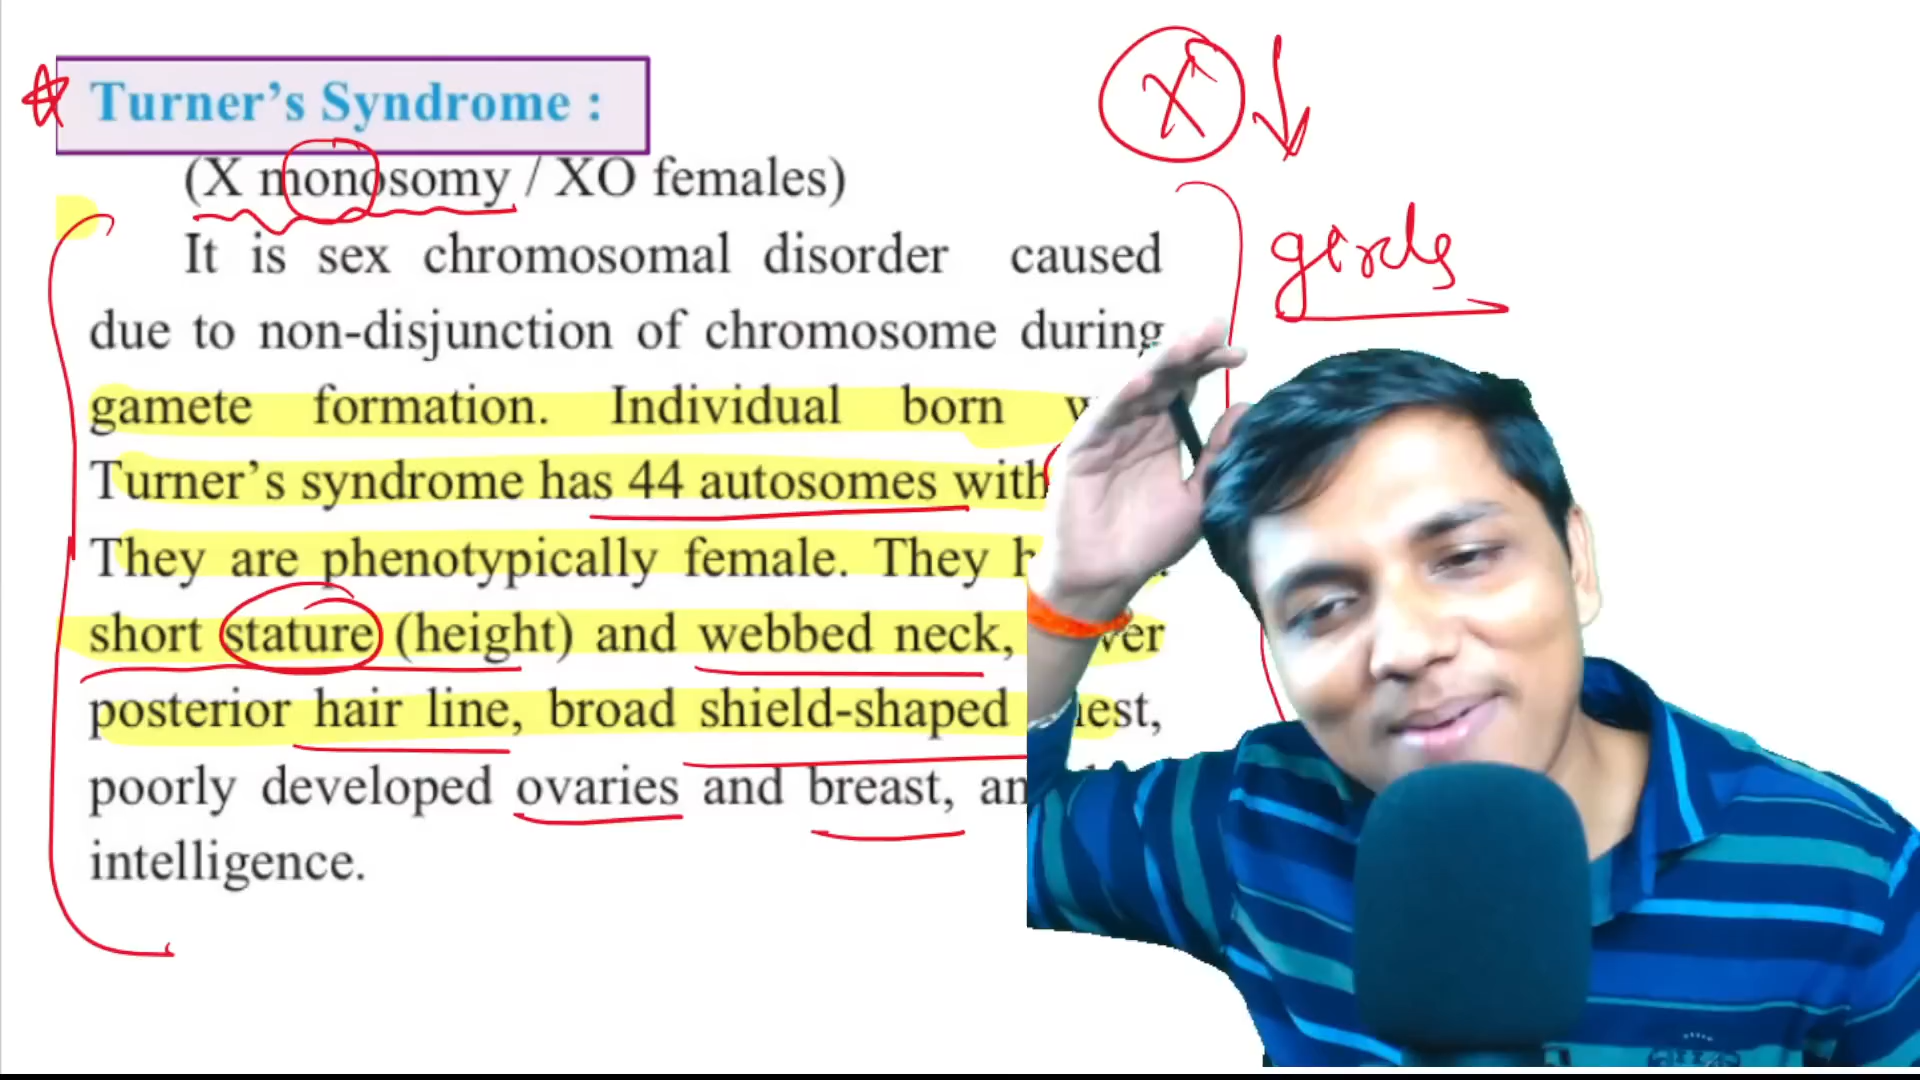 Turner's Syndrome :
(X monosomy / XO females)
It is sex chromosomal disorder caused
due to non-disjunction of chromosome during
gamete formation. Individual born
Turner's syndrome has 44 autosomes with
They are phenotypically female. They
short stature (height) and webbed neck,
posterior hair line, broad shield-shaped
poorly developed ovaries and breast,
intelligence.
X
girls